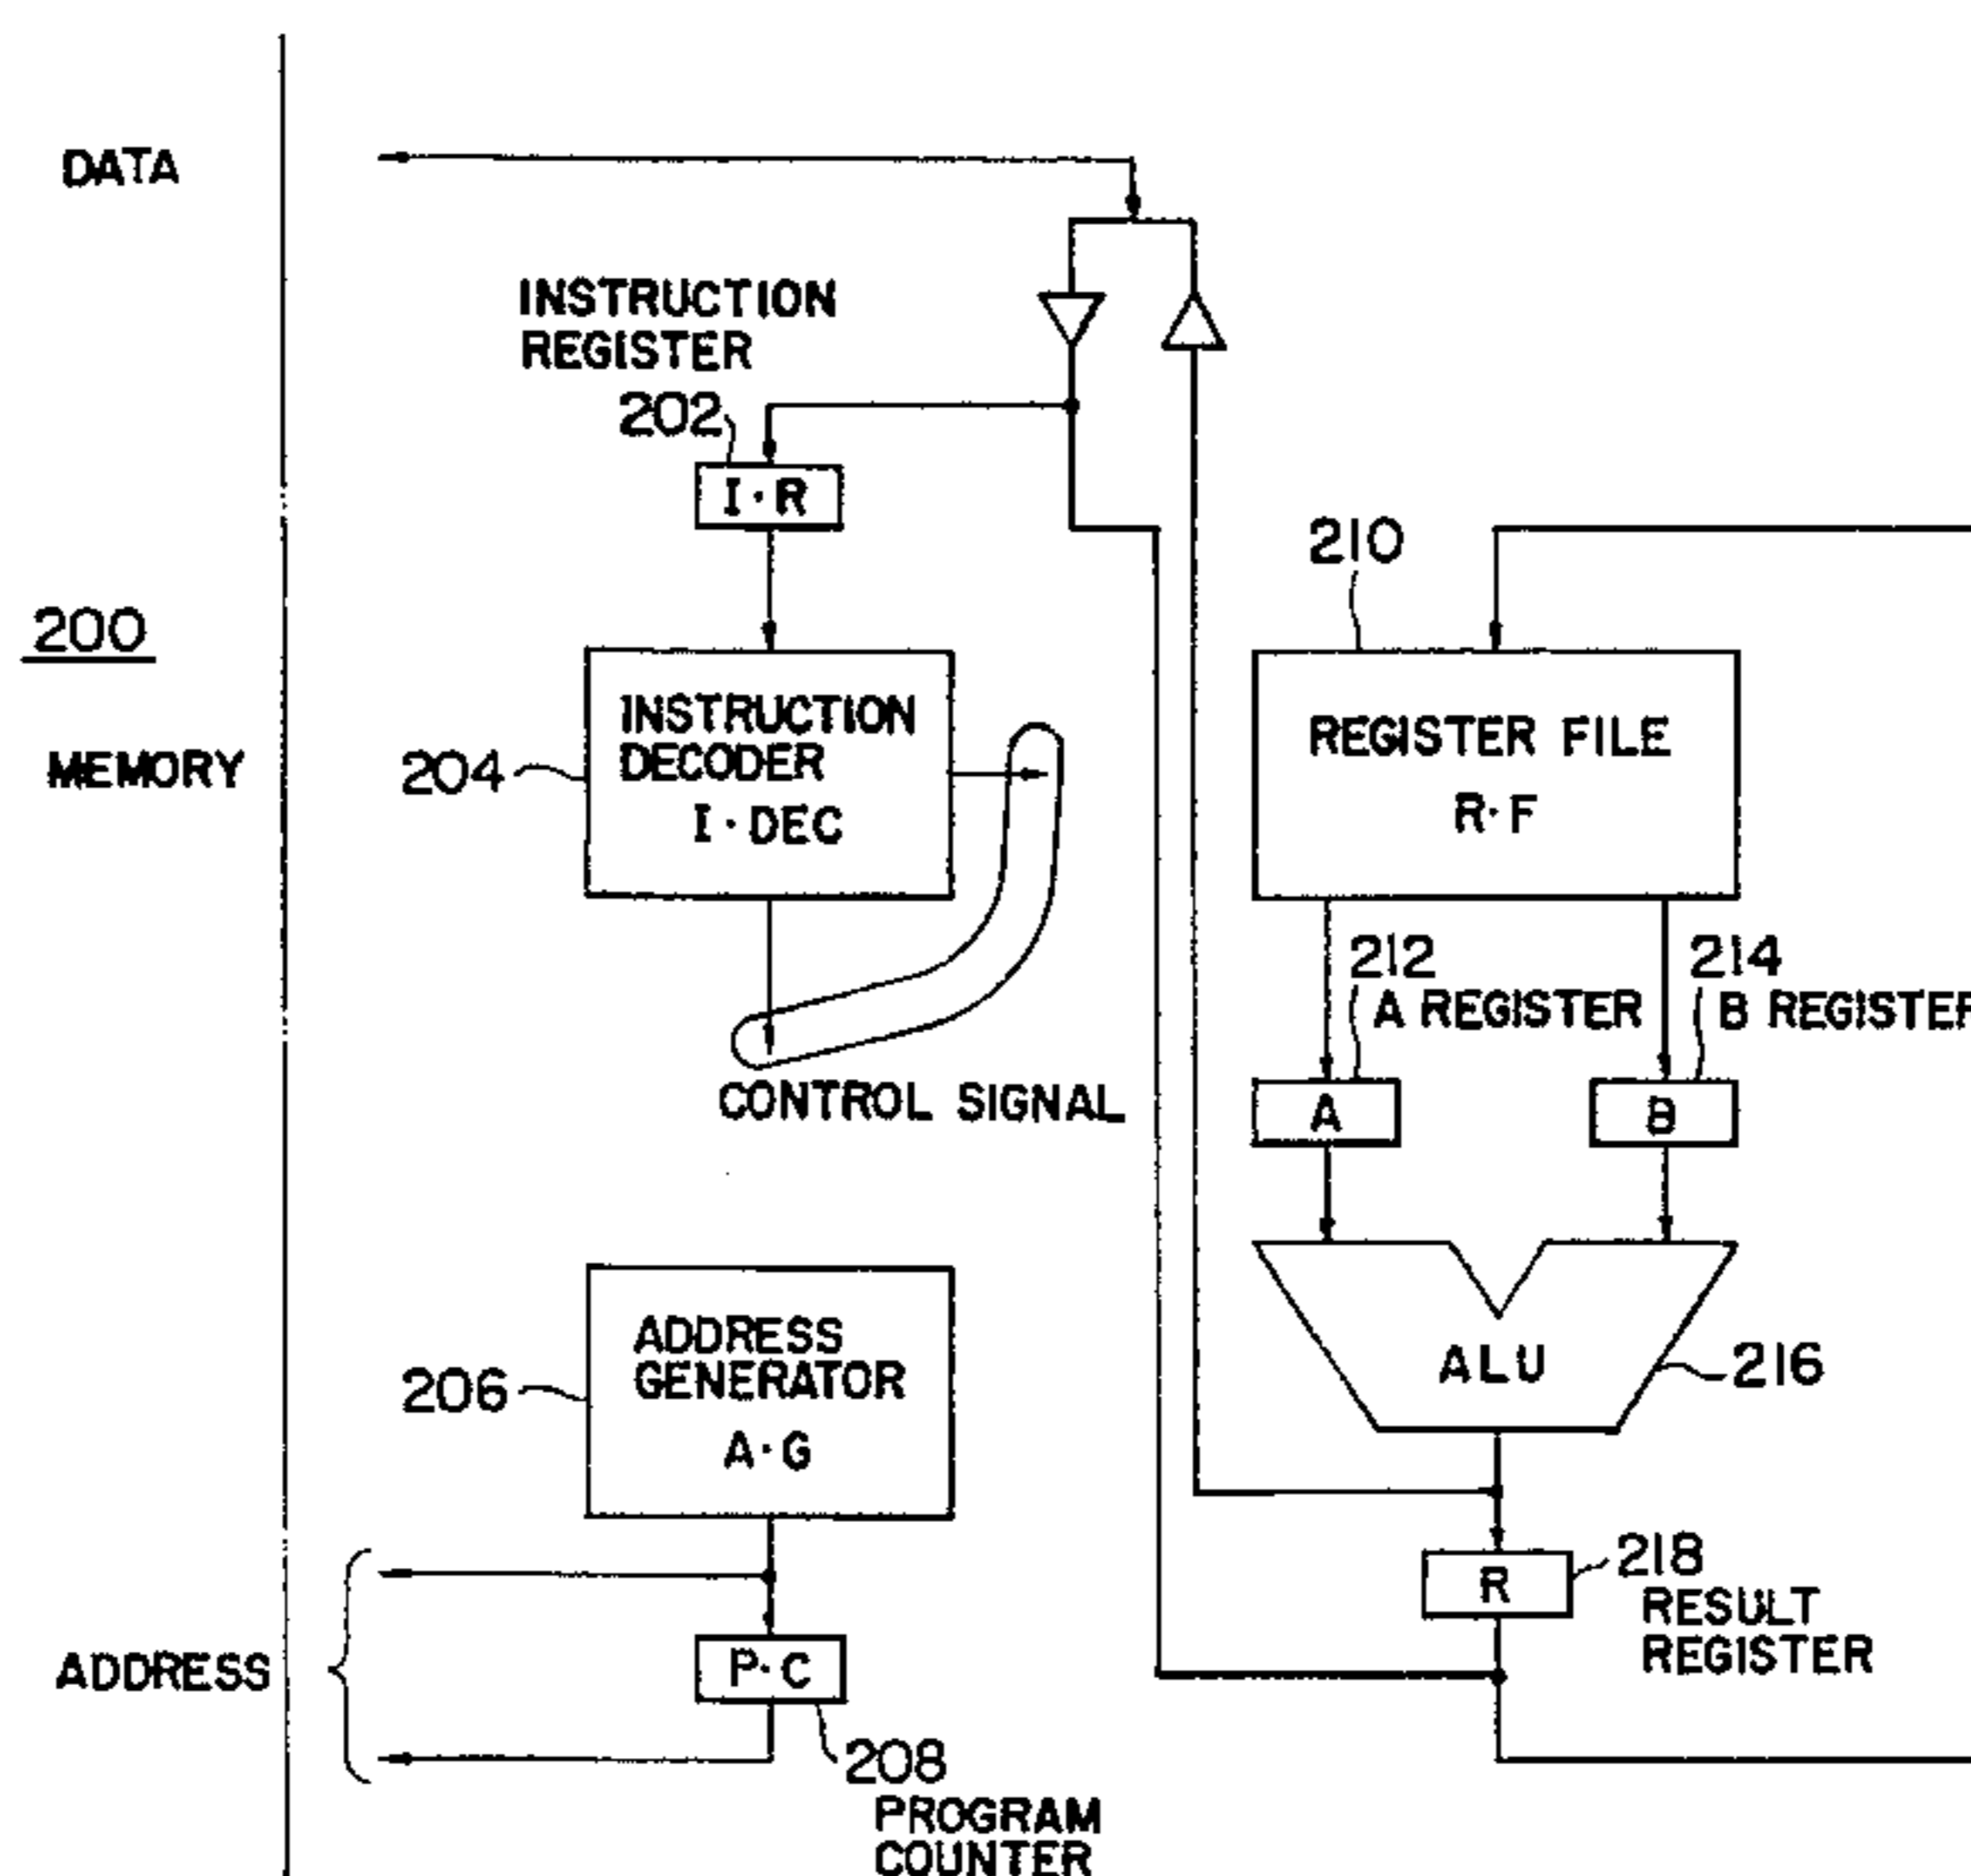 DATA
INSTRUCTION
REGISTER
202
I·R
200
MEMORY
204
INSTRUCTION
DECODER
I·DEC
CONTROL SIGNAL
210
REGISTER FILE
R·F
212
A REGISTER
214
B REGISTER
A
B
206
ADDRESS
GENERATOR
A·G
ALU
216
R
218
RESULT
REGISTER
ADDRESS
P·C
208
PROGRAM
COUNTER